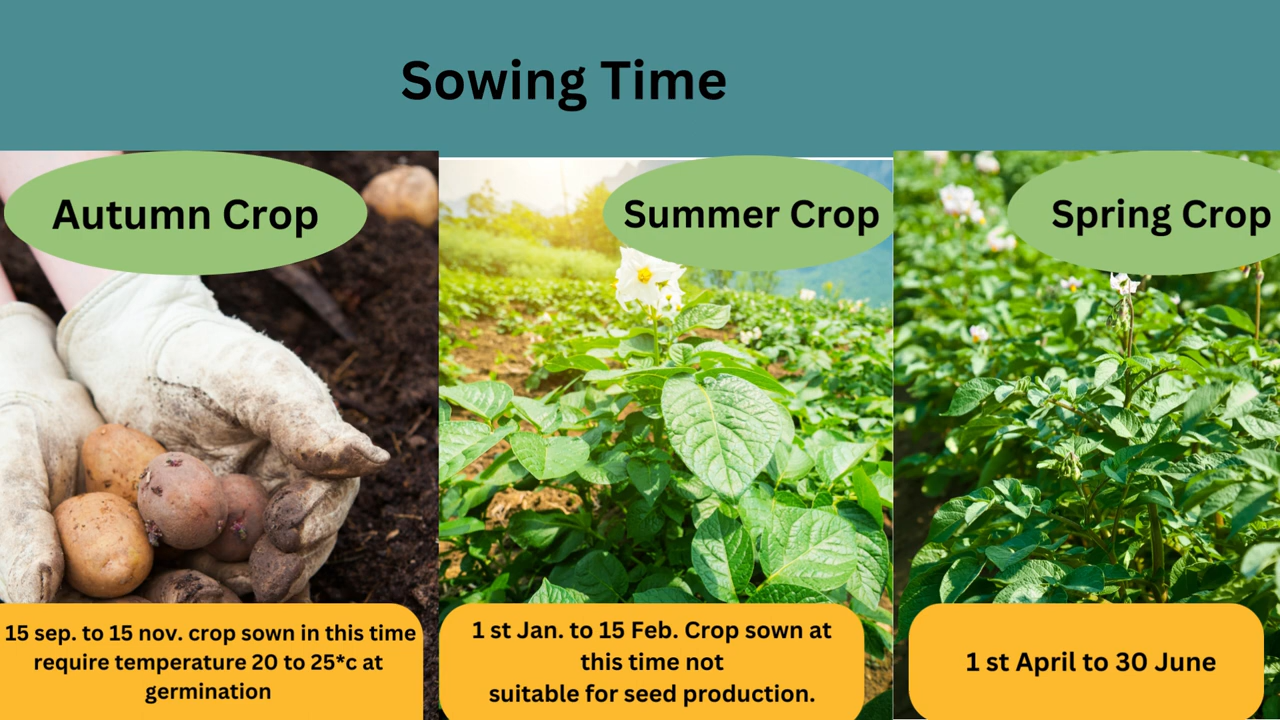 Sowing Time
Autumn Crop
Summer Crop
Spring Crop
15 sep. to 15 nov. crop sown in this time
require temperature 20 to 25*c at
germination
1 st Jan. to 15 Feb. Crop sown at
this time not
suitable for seed production.
1 st April to 30 June